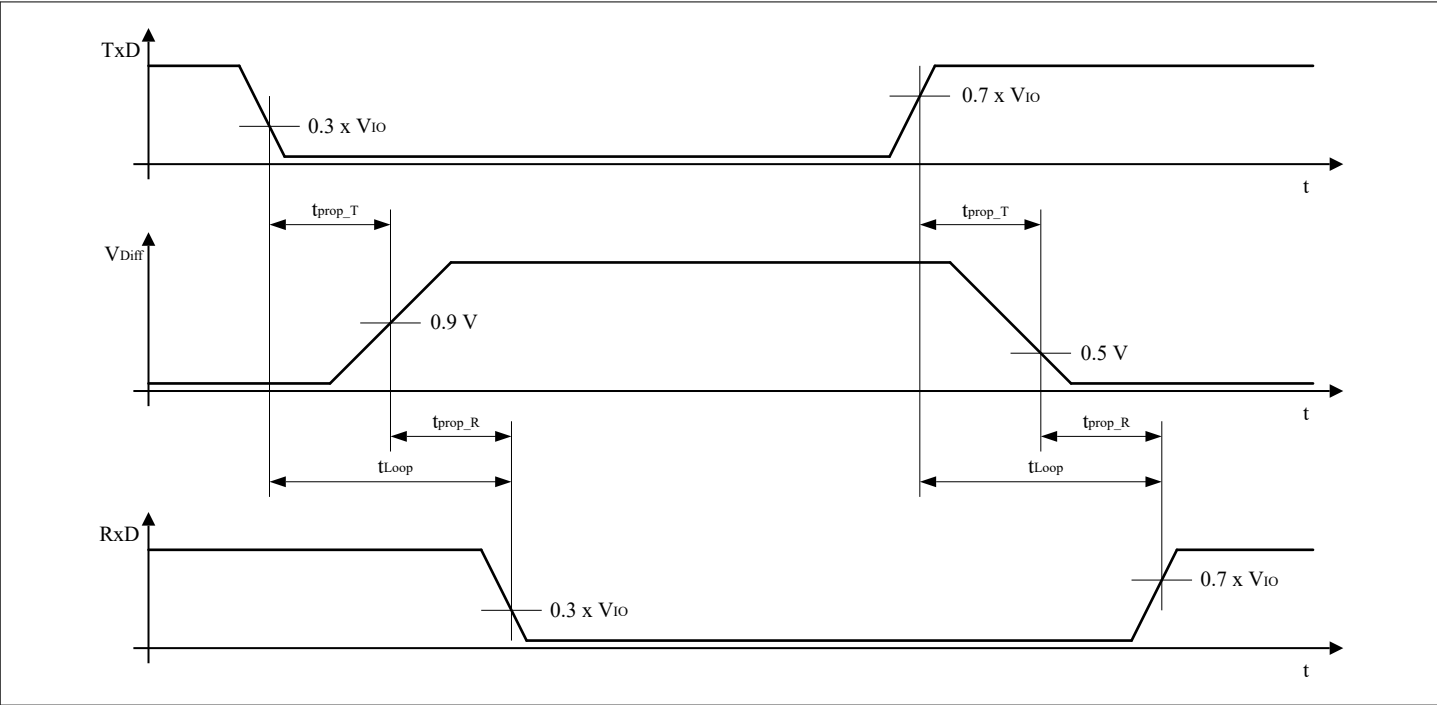 TxD
0.7 x VIO
0.3 x VIO
t
tprop_T
tprop_T
VDiff
0.9 V
0.5 V
t
tprop_R
tprop_R
tLoop
tLoop
RxD
0.7 x VIO
0.3 x VIO
t